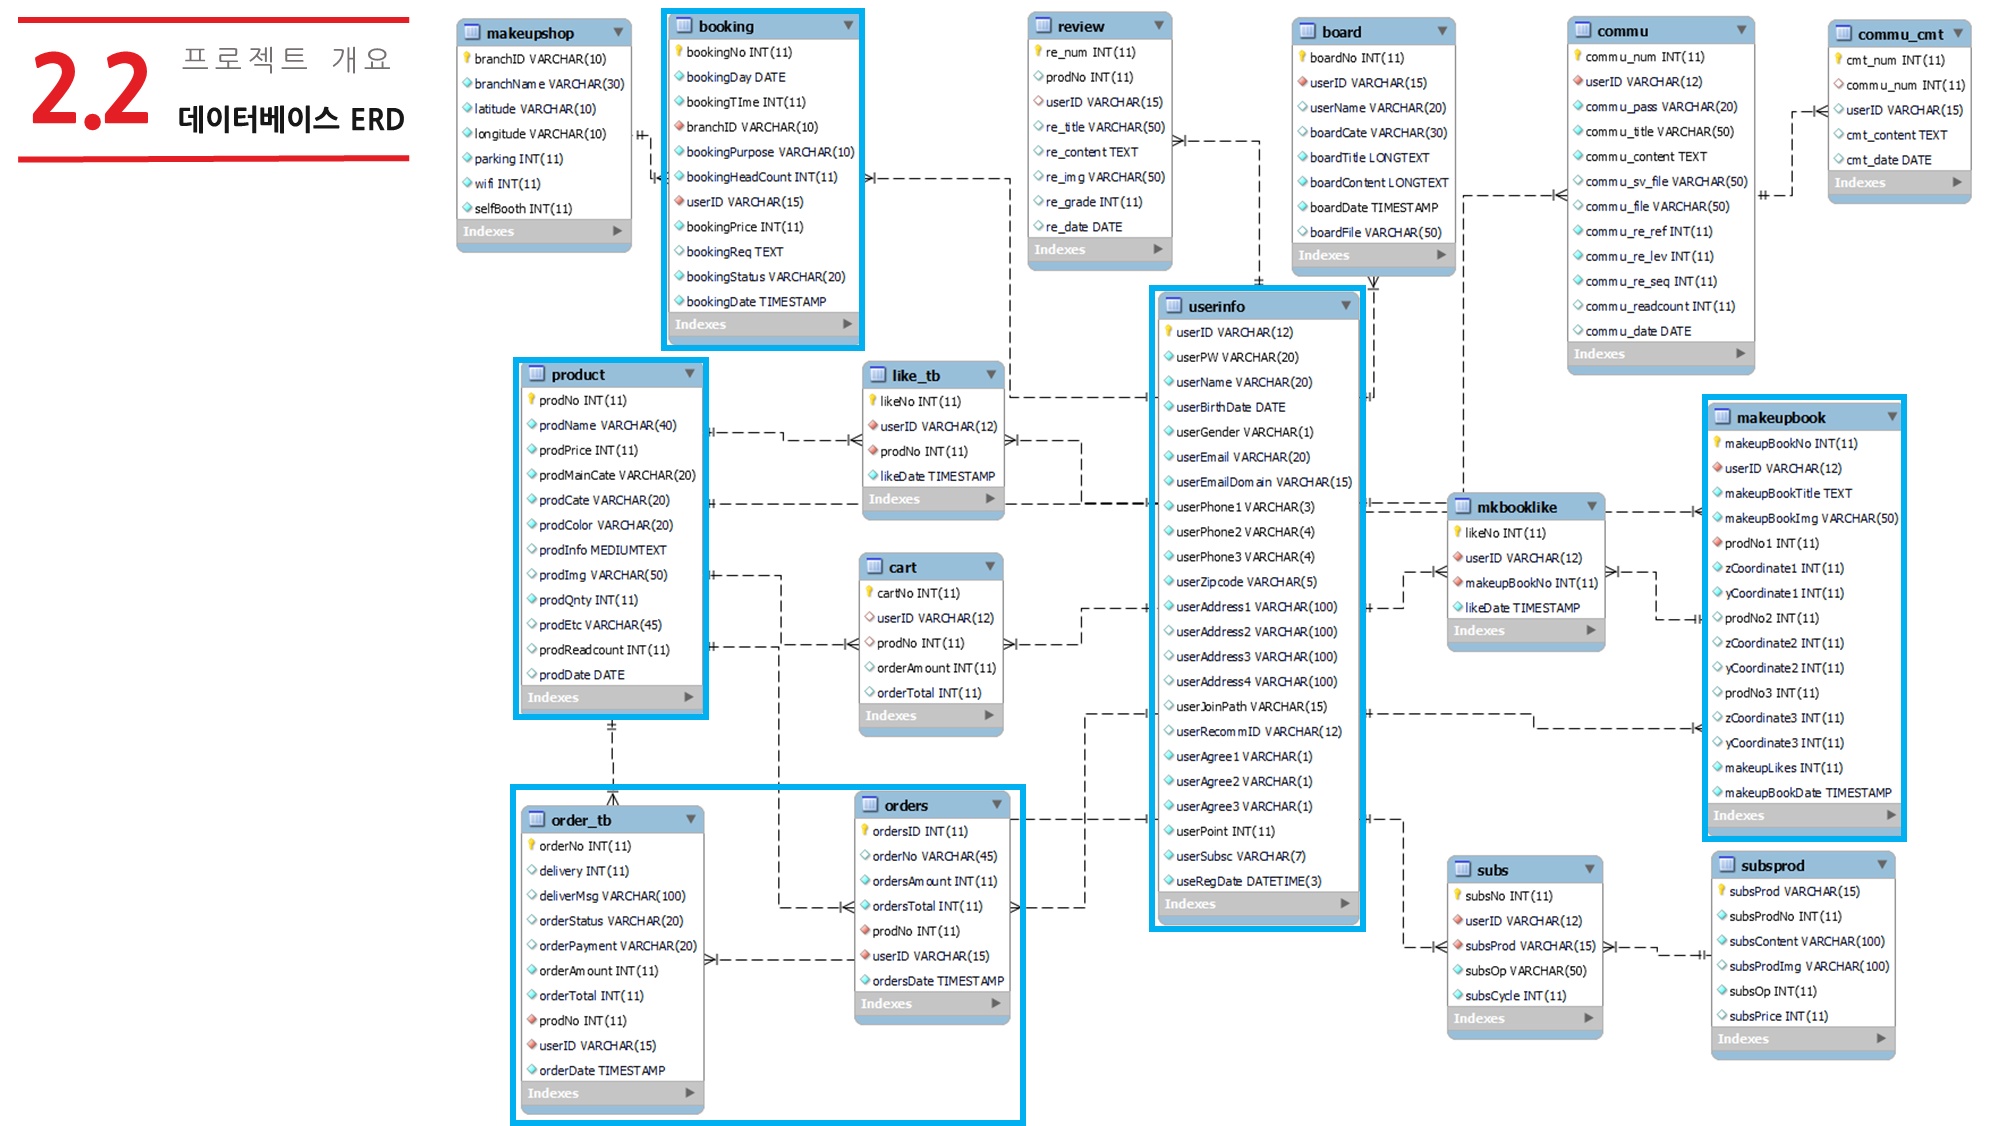 2.2
프로젝트 개요
데이터베이스 ERD
makeupshop
branchID VARCHAR(10)
branchName VARCHAR(30)
latitude VARCHAR(10)
longitude VARCHAR(10)
parking INT(11)
wifi INT(11)
selfBooth INT(11)
Indexes
booking
bookingNo INT(11)
bookingDay DATE
bookingTIme INT(11)
branchID VARCHAR(10)
bookingPurpose VARCHAR(10)
bookingHeadCount INT(11)
userID VARCHAR(15)
bookingPrice INT(11)
bookingReq TEXT
bookingStatus VARCHAR(20)
bookingDate TIMESTAMP
Indexes
review
re_num INT(11)
prodNo INT(11)
userID VARCHAR(15)
re_title VARCHAR(50)
re_content TEXT
re_img VARCHAR(50)
re_grade INT(11)
re_date DATE
Indexes
board
boardNo INT(11)
userID VARCHAR(15)
userName VARCHAR(20)
boardCate VARCHAR(30)
boardTitle LONGTEXT
boardContent LONGTEXT
boardDate TIMESTAMP
boardFile VARCHAR(50)
Indexes
commu
commu_num INT(11)
userID VARCHAR(12)
commu_pass VARCHAR(20)
commu_title VARCHAR(50)
commu_content TEXT
commu_sv_file VARCHAR(50)
commu_file VARCHAR(50)
commu_re_ref INT(11)
commu_re_lev INT(11)
commu_re_seq INT(11)
commu_readcount INT(11)
commu_date DATE
Indexes
commu_cmt
cmt_num INT(11)
commu_num INT(11)
userID VARCHAR(15)
cmt_content TEXT
cmt_date DATE
Indexes
product
prodNo INT(11)
prodName VARCHAR(40)
prodPrice INT(11)
prodMainCate VARCHAR(20)
prodCate VARCHAR(20)
prodColor VARCHAR(20)
prodInfo MEDIUMTEXT
prodImg VARCHAR(50)
prodQnty INT(11)
prodEtc VARCHAR(45)
prodReadcount INT(11)
prodDate DATE
Indexes
like_tb
likeNo INT(11)
userID VARCHAR(12)
prodNo INT(11)
likeDate TIMESTAMP
Indexes
cart
cartNo INT(11)
userID VARCHAR(12)
prodNo INT(11)
orderAmount INT(11)
orderTotal INT(11)
Indexes
userinfo
userID VARCHAR(12)
userPW VARCHAR(20)
userName VARCHAR(20)
userBirthDate DATE
userGender VARCHAR(1)
userEmail VARCHAR(20)
userEmailDomain VARCHAR(15)
userPhone1 VARCHAR(3)
userPhone2 VARCHAR(4)
userPhone3 VARCHAR(4)
userZipcode VARCHAR(5)
userAddress1 VARCHAR(100)
userAddress2 VARCHAR(100)
userAddress3 VARCHAR(100)
userAddress4 VARCHAR(100)
userJoinPath VARCHAR(15)
userRecommID VARCHAR(12)
userAgree1 VARCHAR(1)
userAgree2 VARCHAR(1)
userAgree3 VARCHAR(1)
userPoint INT(11)
userSubsc VARCHAR(7)
useRegDate DATETIME(3)
Indexes
mkbooklike
likeNo INT(11)
userID VARCHAR(12)
makeupBookNo INT(11)
likeDate TIMESTAMP
Indexes
makeupbook
makeupBookNo INT(11)
userID VARCHAR(12)
makeupBookTitle TEXT
makeupBookImg VARCHAR(50)
prodNo1 INT(11)
zCoordinate1 INT(11)
yCoordinate1 INT(11)
prodNo2 INT(11)
zCoordinate2 INT(11)
yCoordinate2 INT(11)
prodNo3 INT(11)
zCoordinate3 INT(11)
yCoordinate3 INT(11)
makeupLikes INT(11)
makeupBookDate TIMESTAMP
Indexes
order_tb
orderNo INT(11)
delivery INT(11)
deliverMsg VARCHAR(100)
orderStatus VARCHAR(20)
orderPayment VARCHAR(20)
orderAmount INT(11)
orderTotal INT(11)
prodNo INT(11)
userID VARCHAR(15)
orderDate TIMESTAMP
Indexes
orders
ordersID INT(11)
orderNo VARCHAR(45)
ordersAmount INT(11)
ordersTotal INT(11)
prodNo INT(11)
userID VARCHAR(15)
ordersDate TIMESTAMP
Indexes
subs
subsNo INT(11)
userID VARCHAR(12)
subsProd VARCHAR(15)
subsOp VARCHAR(50)
subsCycle INT(11)
Indexes
subsprod
subsProd VARCHAR(15)
subsProdNo INT(11)
subsContent VARCHAR(100)
subsProdImg VARCHAR(100)
subsOp INT(11)
subsPrice INT(11)
Indexes